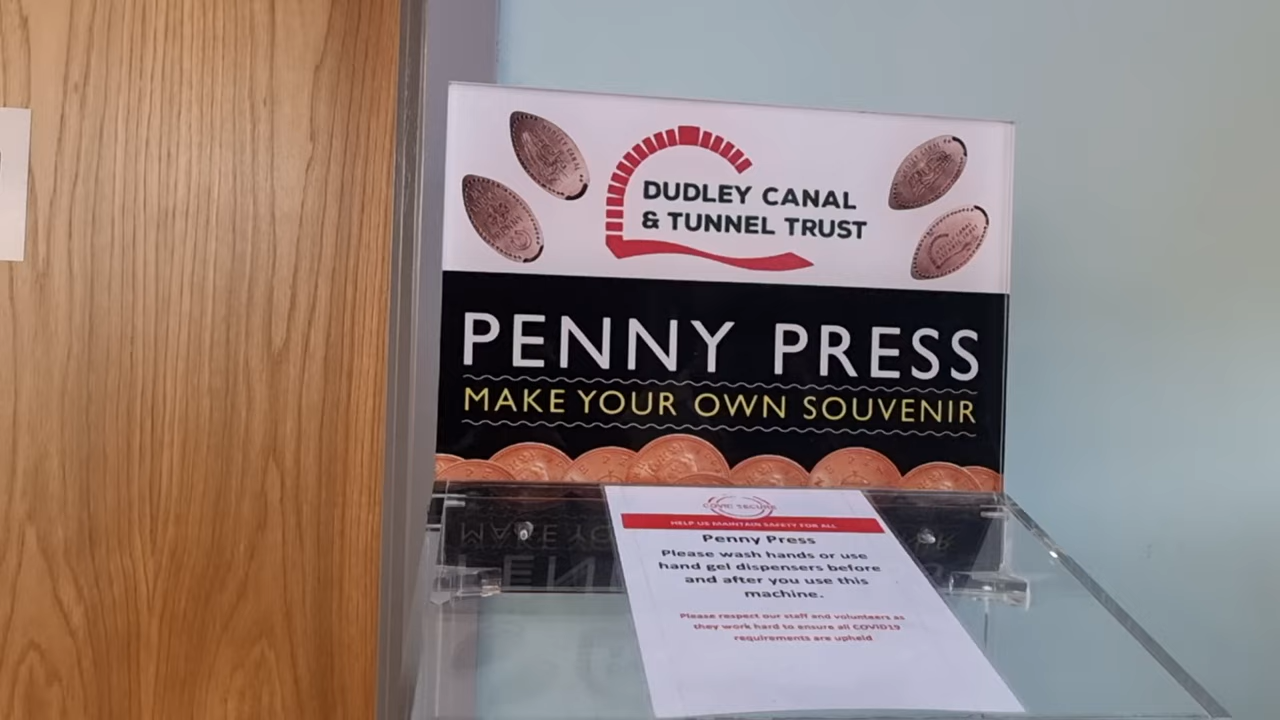 DUDLEY CANAL
& TUNNEL TRUST
PENNY PRESS
MAKE YOUR OWN SOUVENIR
COVID SECURE
HELP US MAINTAIN SAFETY FOR ALL
Penny Press
Please wash hands or use
hand gel dispensers before
and after you use this
machine.
Please respect our staff and volunteers as
they work hard to ensure all COVID19
requirements are upheld